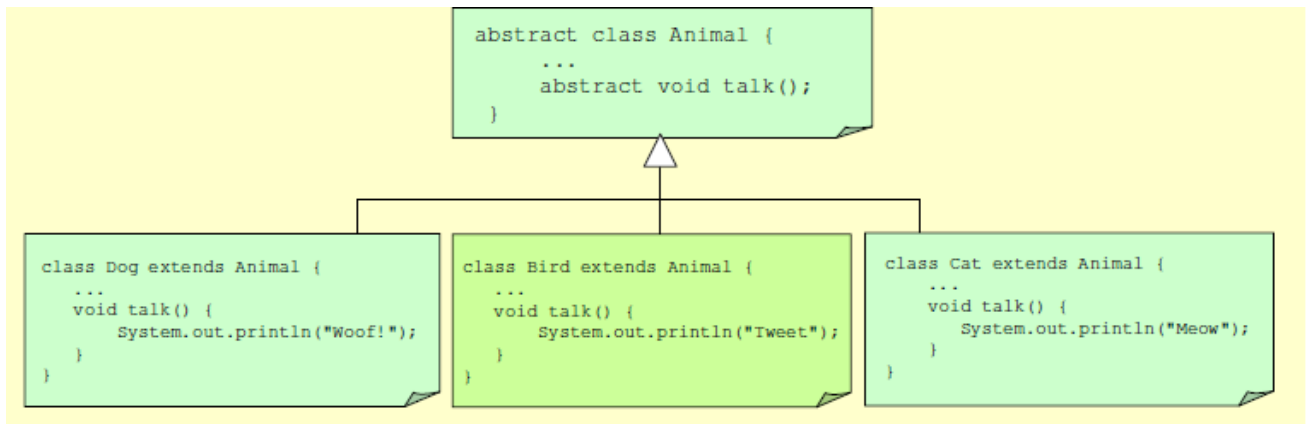 abstract class Animal {
...
abstract void talk();
}
class Dog extends Animal {
...
void talk() {
System.out.println("Woof!");
}
}
class Bird extends Animal {
...
void talk() {
System.out.println("Tweet");
}
}
class Cat extends Animal {
...
void talk() {
System.out.println("Meow");
}
}